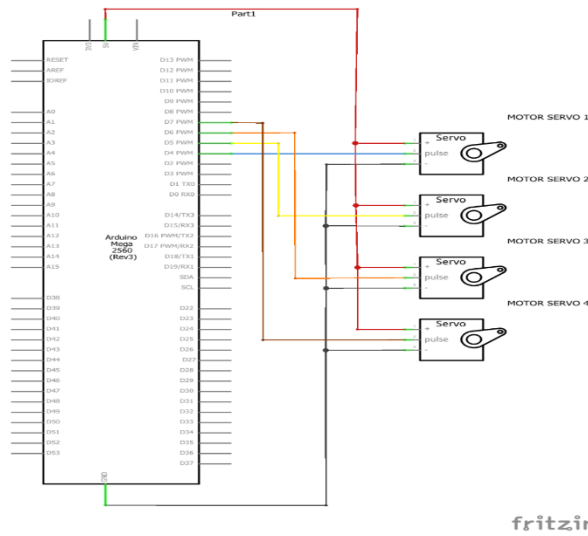 Part1
3V3
5V
VIN
RESET
AREF
IOREF
A0
A1
A2
A3
A4
A5
A6
A7
A8
A9
A10
A11
A12
A13
A14
A15
D38
D39
D40
D41
D42
D43
D44
D45
D46
D47
D48
D49
D50
D51
D52
D53
Arduino
Mega
2560
(Rev3)
D13 PWM
D12 PWM
D11 PWM
D10 PWM
D9 PWM
D8 PWM
D7 PWM
D6 PWM
D5 PWM
D4 PWM
D3 PWM
D2 PWM
D1 TX0
D0 RX0
D14/TX3
D15/RX3
D16 PWM/TX2
D17 PWM/RX2
D18/TX1
D19/RX1
SDA
SCL
D22
D23
D24
D25
D26
D27
D28
D29
D30
D31
D32
D33
D34
D35
D36
D37
GND
MOTOR SERVO 1
Servo
+
pulse
-
MOTOR SERVO 2
Servo
+
pulse
-
MOTOR SERVO 3
Servo
+
pulse
-
MOTOR SERVO 4
Servo
+
pulse
-
fritzin